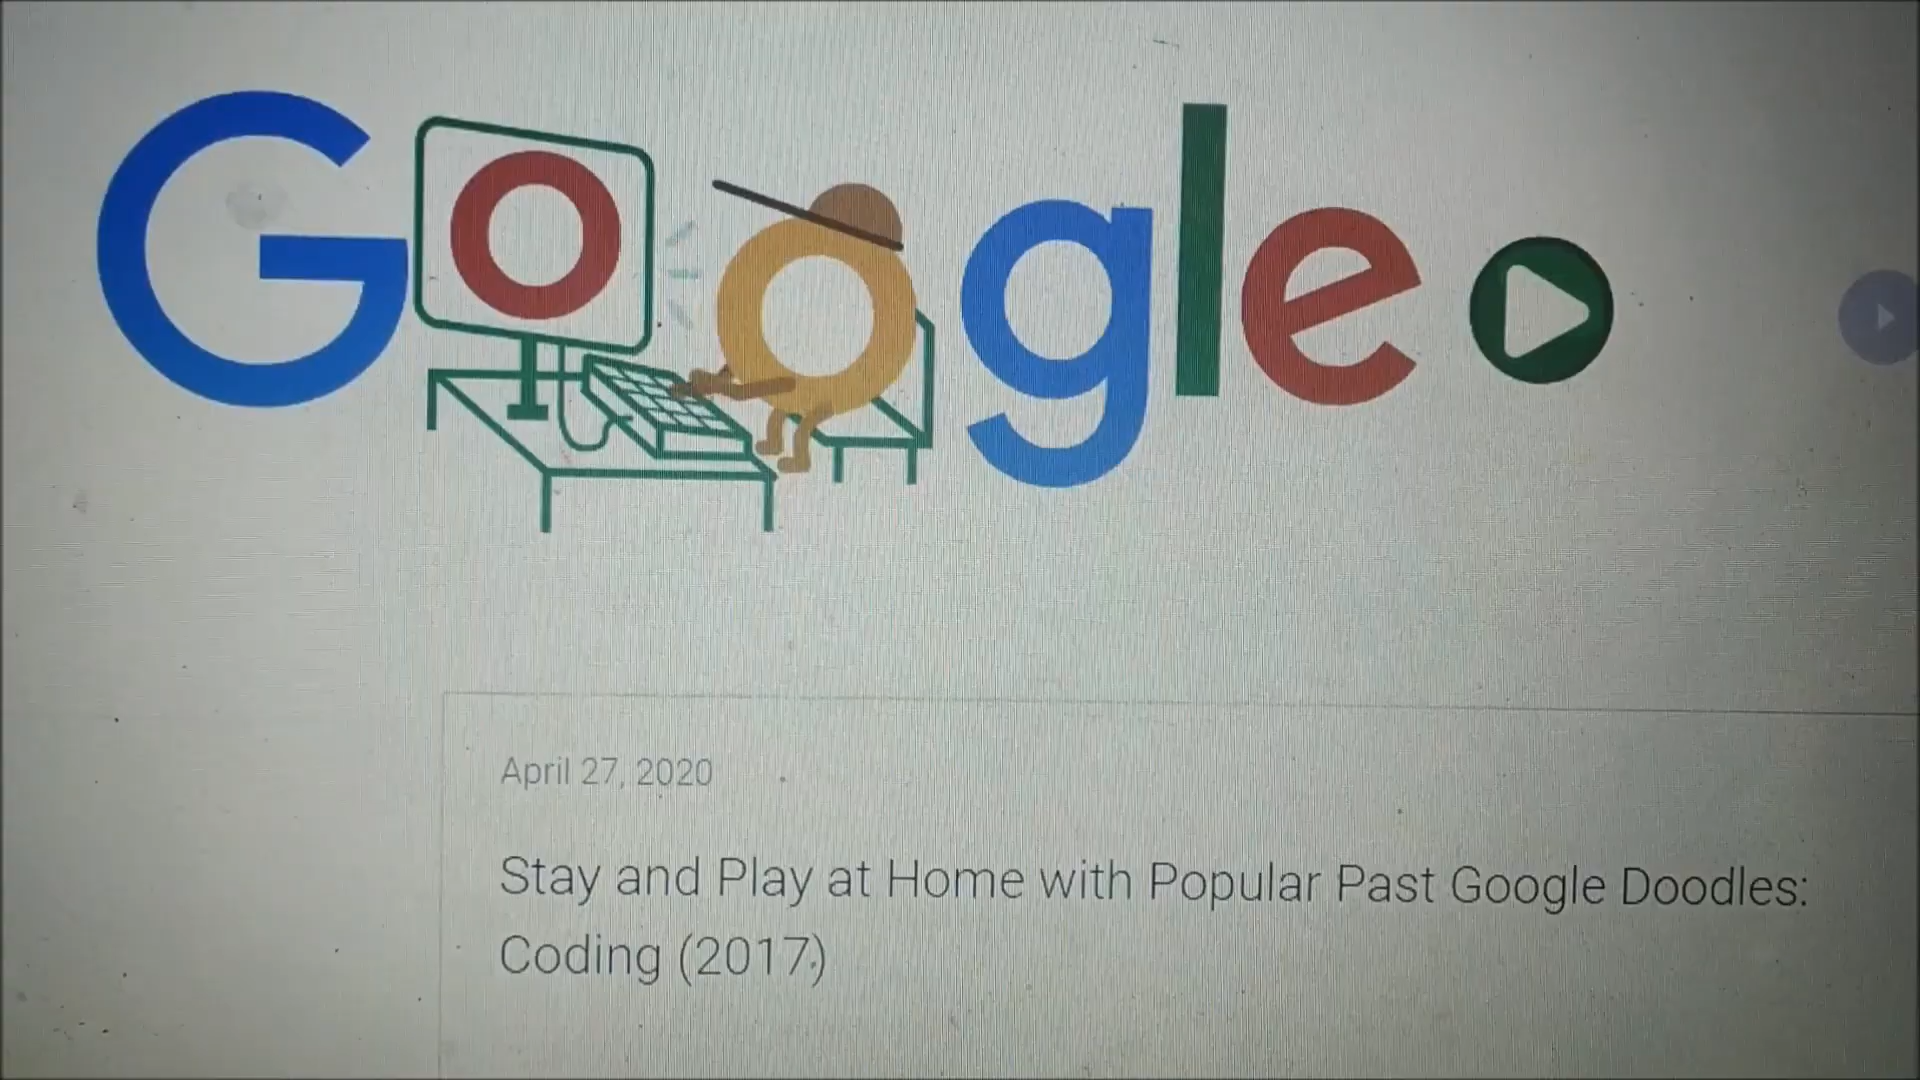 Google
April 27, 2020
Stay and Play at Home with Popular Past Google Doodles:
Coding (2017)